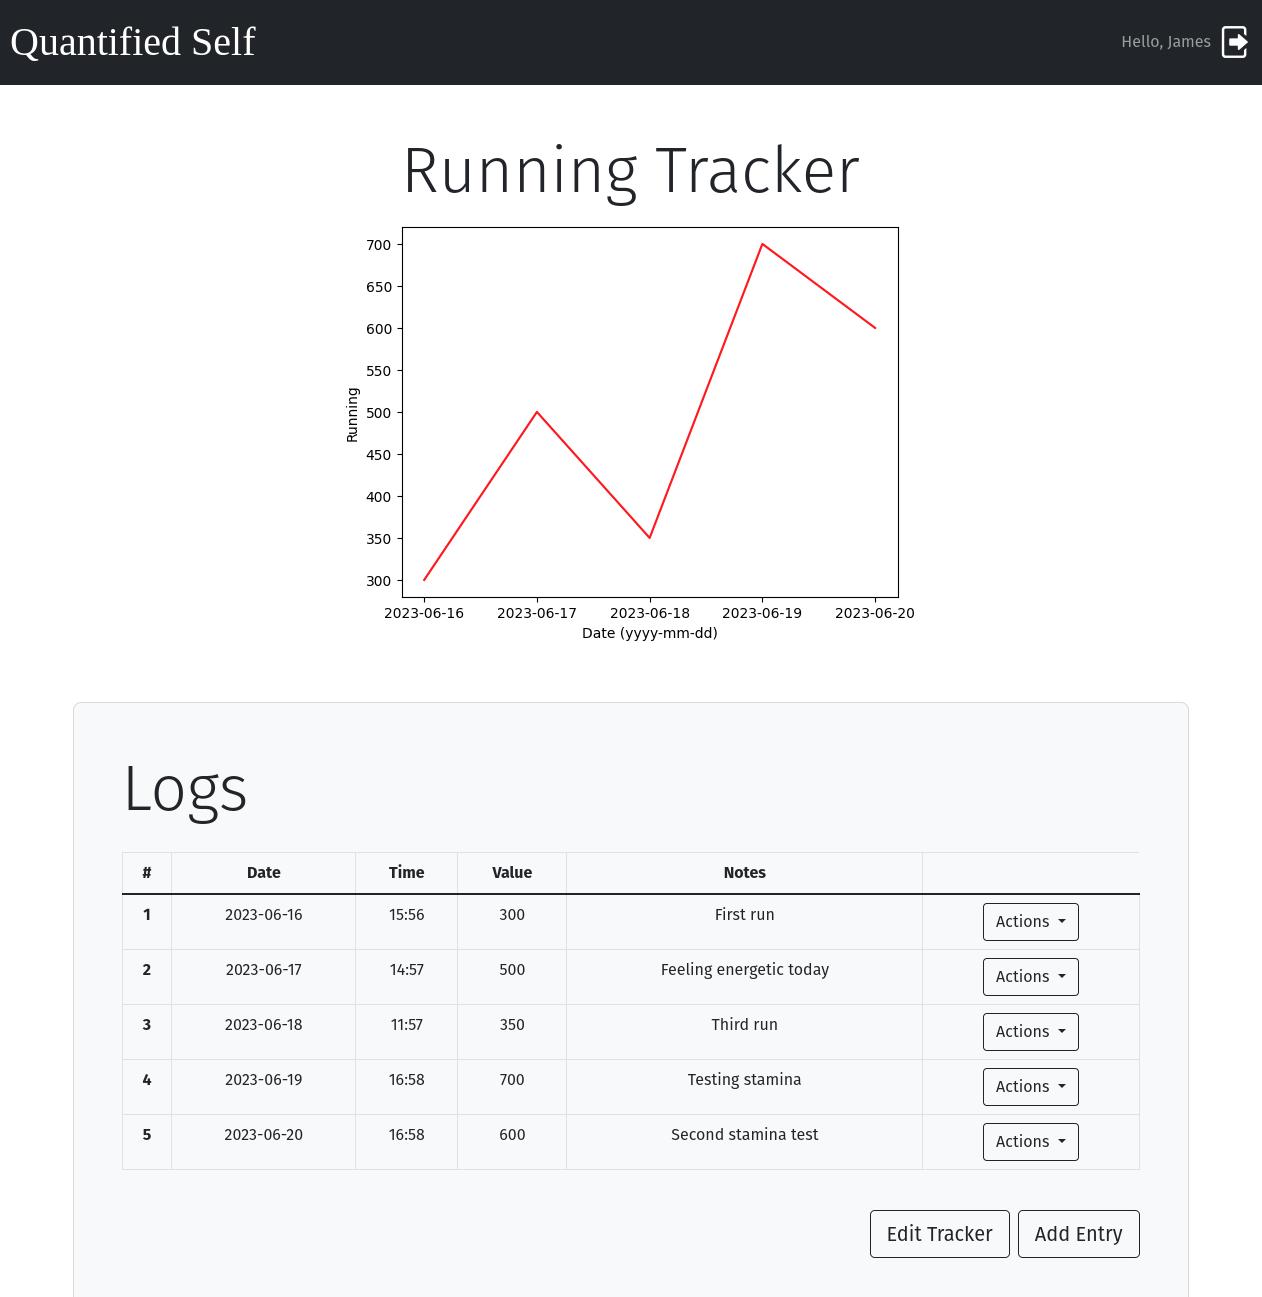 Quantified Self
Hello, James
Running Tracker
700
650
600
550
500
450
400
350
300
Running
2023-06-16 2023-06-17 2023-06-18 2023-06-19 2023-06-20
Date (yyyy-mm-dd)
Logs
# Date Time Value Notes
1 2023-06-16 15:56 300 First run Actions
2 2023-06-17 14:57 500 Feeling energetic today Actions
3 2023-06-18 11:57 350 Third run Actions
4 2023-06-19 16:58 700 Testing stamina Actions
5 2023-06-20 16:58 600 Second stamina test Actions
Edit Tracker Add Entry